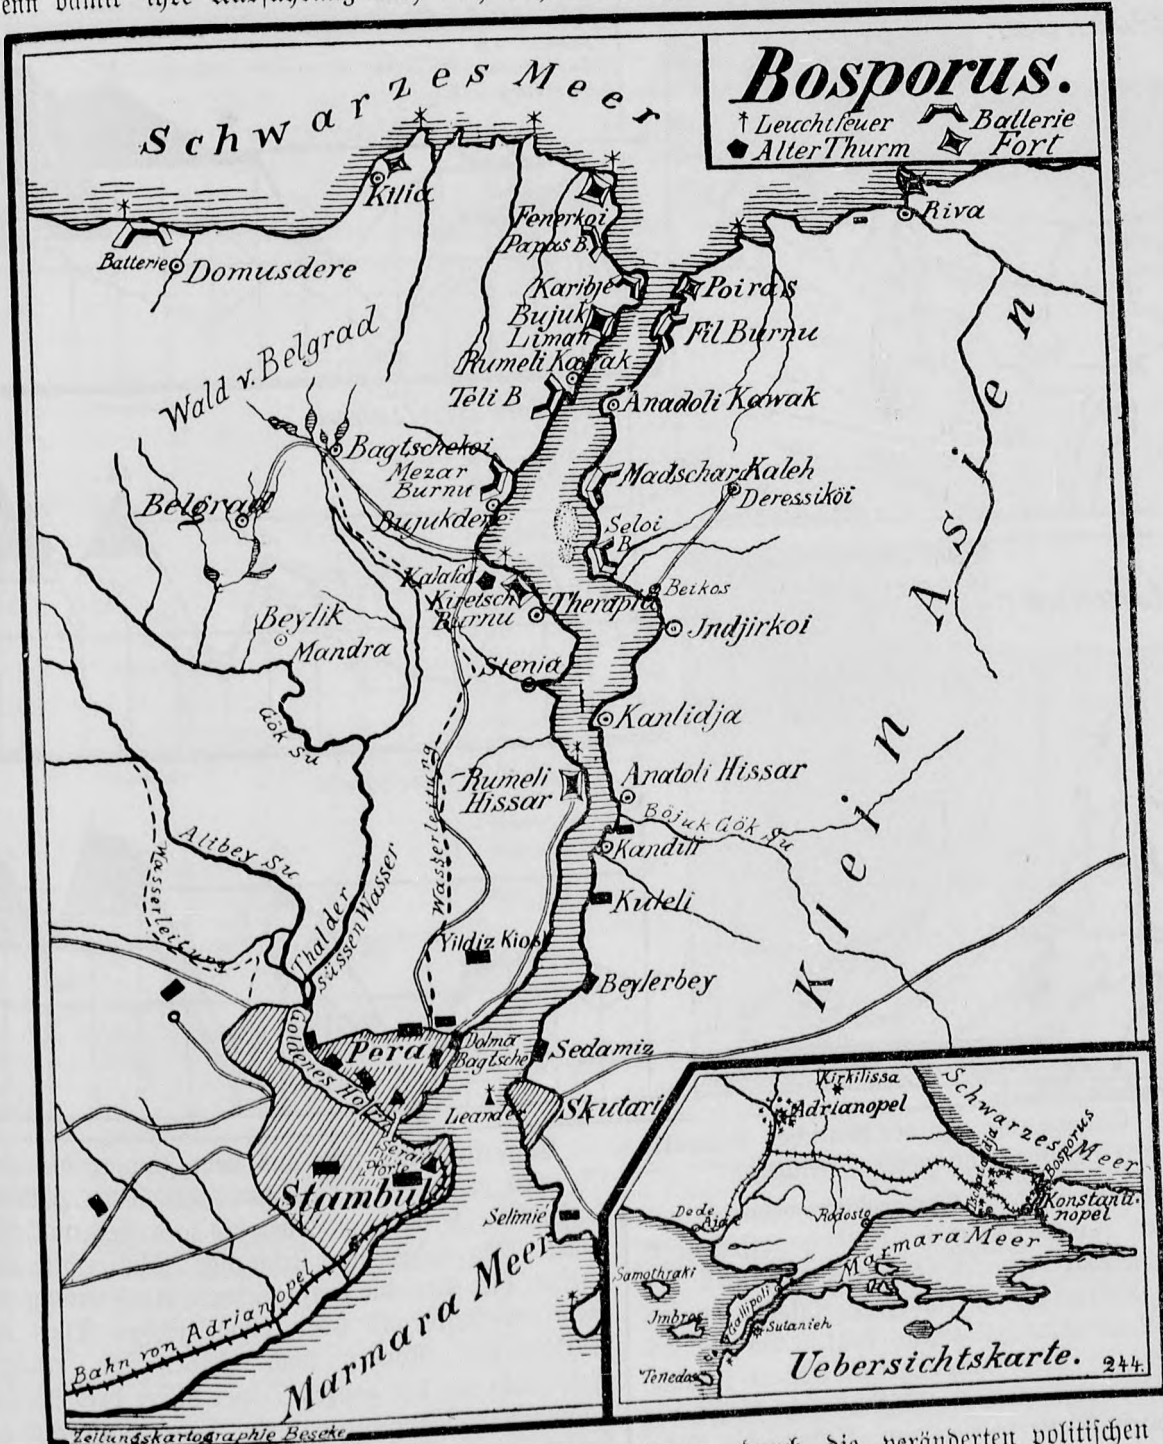 Bosporus.
Leuchtfeuer
Batterie
Alter Thurm
Fort
Schwarzes Meer
Kilia
Fenerkoi
Papas B.
Riva
Batterie
Domusdere
Karibje
Poiras
Bujuk
Liman
Fil Burnu
Wald v. Belgrad
Rumeli Kawak
Teli B
Anadoli Kawak
Bagtschekoi
Mezar
Burnu
Madschar Kaleh
Deressiköi
Belgrad
Bujukdere
Seloi
B.
Kalafat
Kiretsch
Burnu
Therapia
Beikos
Beylik
Mandra
Jndjirkoi
Stenia
Gök Su
Kanlidja
Rumeli
Hissar
Anatoli Hissar
Böjuk Gök Su
Kandili
Alibey Su
Wasserleitung
Wasserleitung
Thal der
süssen Wasser
Kuleli
Yildiz Kiosk
Beylerbey
Klein Asien
Goldenes Horn
Pera
Dolma
Bagtsche
Sedamiz
Leander
Skutari
Serail
Pforte
Stambul
Selimie
Bahn von Adrianopel
Marmara Meer
Kirkilissa
Adrianopel
Schwarzes Meer
Bosporus
Konstanti-
nopel
Rodosto
Marmara Meer
Samothraki
Jmbros
Gallipoli
Sutanieh
Tenedos
Uebersichtskarte.
244.
Zeitungskartographie Beseke
die veränderten politischen